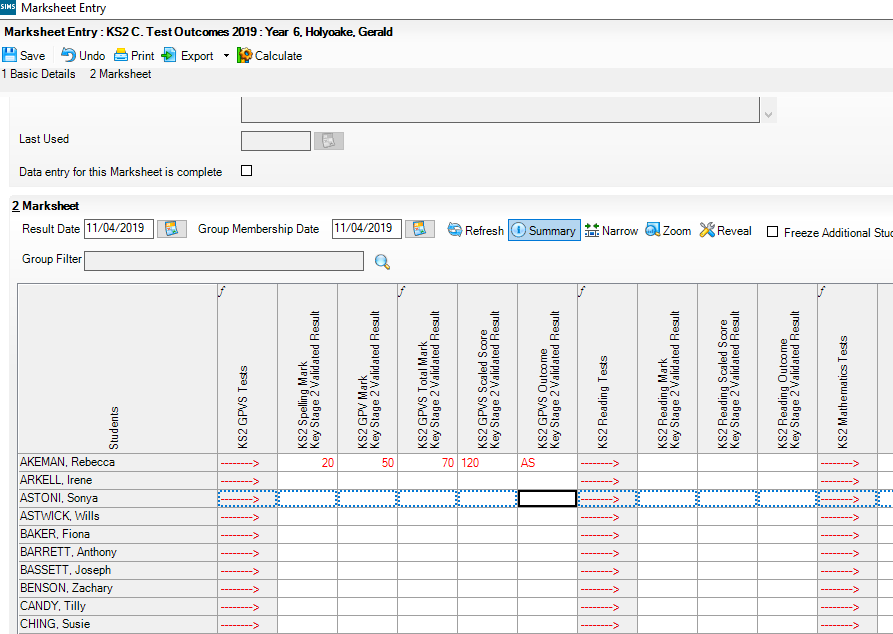 SIMS Marksheet Entry
Marksheet Entry : KS2 C. Test Outcomes 2019 : Year 6, Holyoake, Gerald
Save Undo Print Export Calculate
1 Basic Details 2 Marksheet
Last Used
Data entry for this Marksheet is complete
2 Marksheet
Result Date 11/04/2019 Group Membership Date 11/04/2019 Refresh Summary Narrow Zoom Reveal Freeze Additional Stud
Group Filter
Students
f
KS2 GPVS Tests
KS2 Spelling Mark
Key Stage 2 Validated Result
KS2 GPV Mark
Key Stage 2 Validated Result
f
KS2 GPVS Total Mark
Key Stage 2 Validated Result
KS2 GPVS Scaled Score
Key Stage 2 Validated Result
KS2 GPVS Outcome
Key Stage 2 Validated Result
f
KS2 Reading Tests
KS2 Reading Mark
Key Stage 2 Validated Result
KS2 Reading Scaled Score
Key Stage 2 Validated Result
KS2 Reading Outcome
Key Stage 2 Validated Result
f
KS2 Mathematics Tests
AKEMAN, Rebecca --------> 20 50 70 120 AS --------> -------->
ARKELL, Irene --------> --------> -------->
ASTONI, Sonya --------> --------> -------->
ASTWICK, Wills --------> --------> -------->
BAKER, Fiona --------> --------> -------->
BARRETT, Anthony --------> --------> -------->
BASSETT, Joseph --------> --------> -------->
BENSON, Zachary --------> --------> -------->
CANDY, Tilly --------> --------> -------->
CHING, Susie --------> --------> -------->